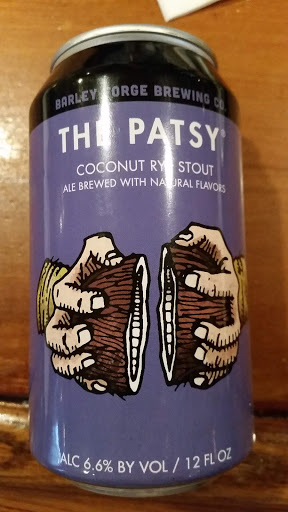 BARLEY FORGE BREWING CO.
THE PATSY®
COCONUT RYE STOUT
ALE BREWED WITH NATURAL FLAVORS
ALC 6.6% BY VOL / 12 FL OZ